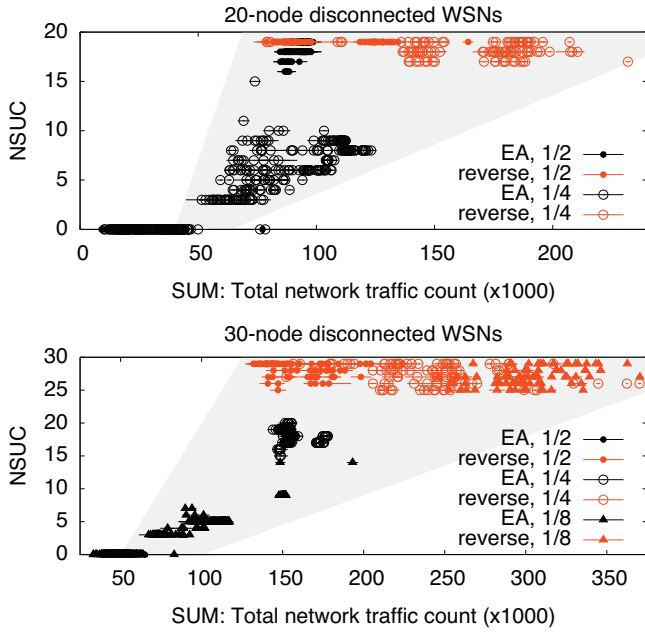 20-node disconnected WSNs
20
15
10
5
0
NSUC
EA, 1/2
reverse, 1/2
EA, 1/4
reverse, 1/4
0 50 100 150 200
SUM: Total network traffic count (x1000)
30-node disconnected WSNs
30
25
20
15
10
5
0
NSUC
EA, 1/2
reverse, 1/2
EA, 1/4
reverse, 1/4
EA, 1/8
reverse, 1/8
50 100 150 200 250 300 350
SUM: Total network traffic count (x1000)